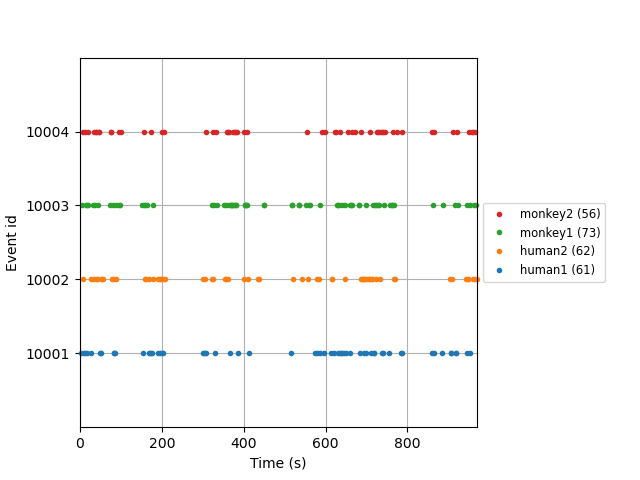 10004
10003
10002
10001
Event id
0
200
400
600
800
Time (s)
monkey2 (56)
monkey1 (73)
human2 (62)
human1 (61)